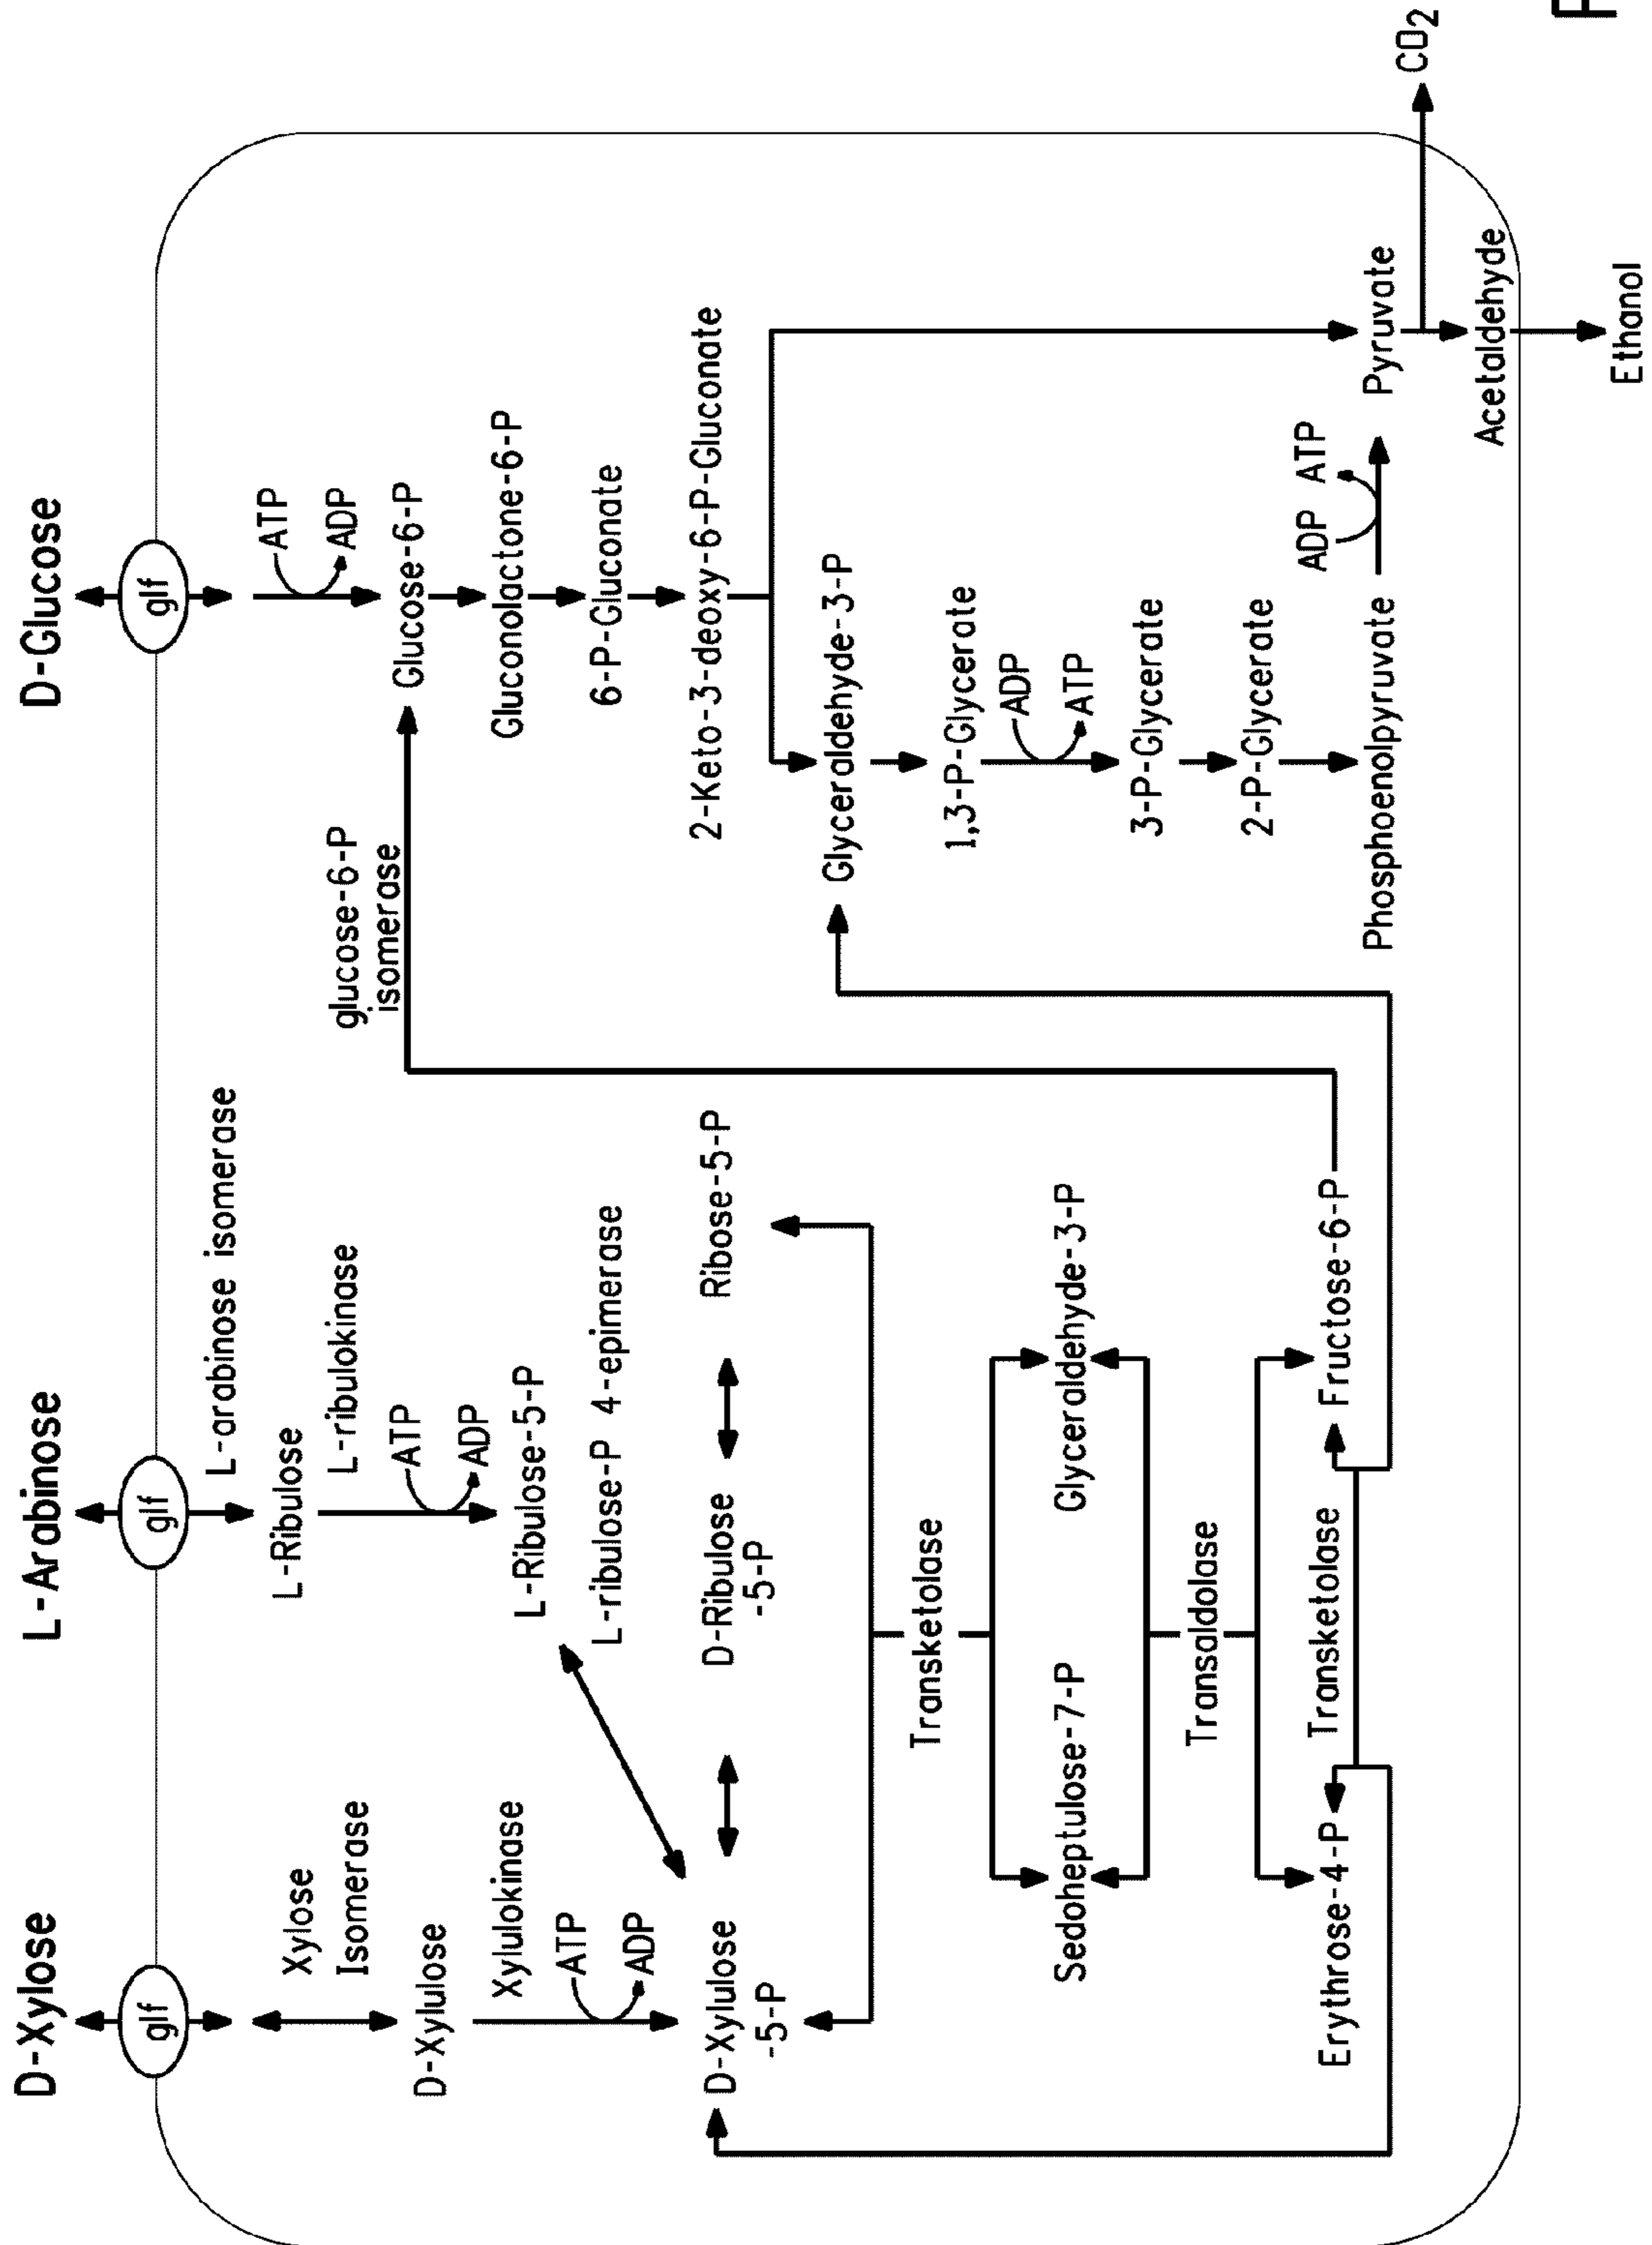 D-Xylose
L-Arabinose
D-Glucose
glf
glf
glf
Xylose
Isomerase
D-Xylulose
Xylulokinase
ATP
ADP
D-Xylulose
-5-P
L-arabinose isomerase
L-Ribulose
L-ribulokinase
ATP
ADP
L-Ribulose-5-P
L-ribulose-P 4-epimerase
D-Ribulose
-5-P
Ribose-5-P
Transketolase
Sedoheptulose-7-P
Glyceraldehyde-3-P
Transaldolase
Erythrose-4-P
Transketolase
Fructose-6-P
glucose-6-P
isomerase
ATP
ADP
Glucose-6-P
Gluconolactone-6-P
6-P-Gluconate
2-Keto-3-deoxy-6-P-Gluconate
Glyceraldehyde-3-P
1,3-P-Glycerate
ADP
ATP
3-P-Glycerate
2-P-Glycerate
Phosphoenolpyruvate
ADP ATP
Pyruvate
CO2
Acetaldehyde
Ethanol